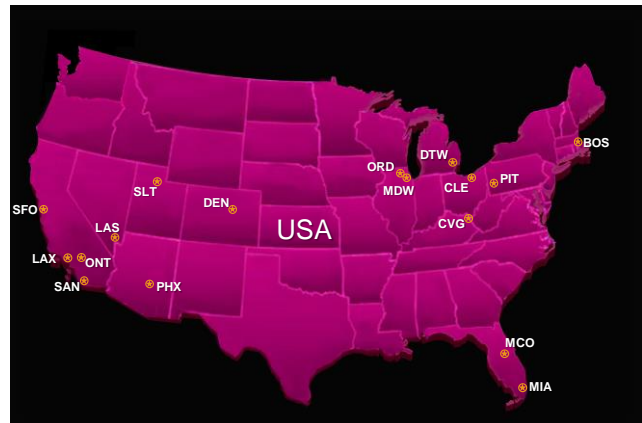 BOS
DTW
ORD
MDW
CLE
PIT
SLT
DEN
SFO
CVG
USA
LAS
LAX
ONT
SAN
PHX
MCO
MIA